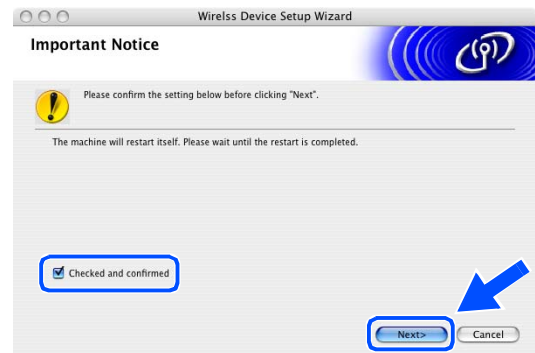 Wirelss Device Setup Wizard
Important Notice
Please confirm the setting below before clicking "Next".
The machine will restart itself. Please wait until the restart is completed.
Checked and confirmed
Next> Cancel